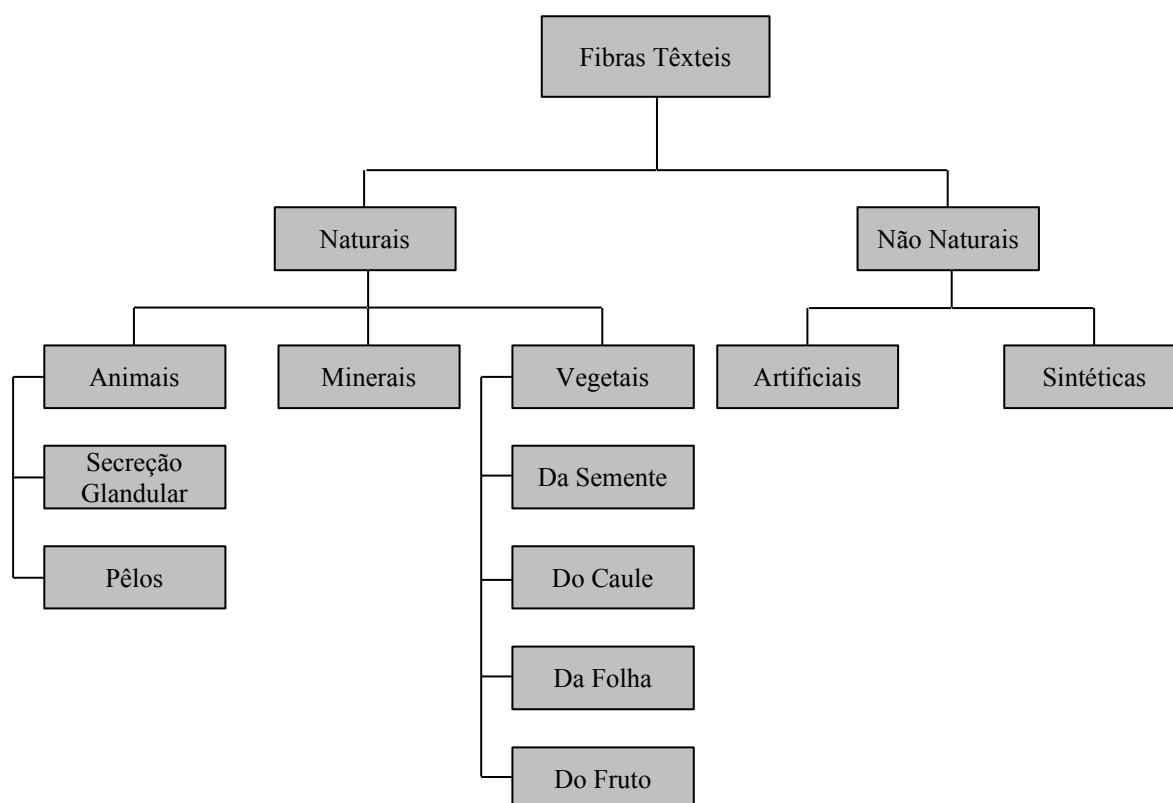 Fibras Têxteis
Naturais
Não Naturais
Animais
Minerais
Vegetais
Artificiais
Sintéticas
Secreção
Glandular
Da Semente
Pêlos
Do Caule
Da Folha
Do Fruto